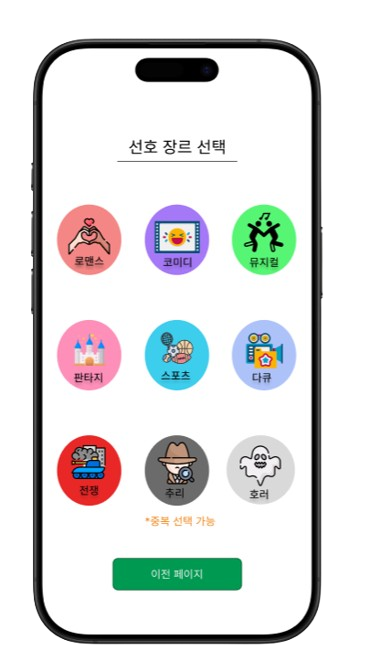 선호 장르 선택
로맨스
코미디
뮤지컬
판타지
스포츠
다큐
전쟁
추리
호러
*중복 선택 가능
이전 페이지